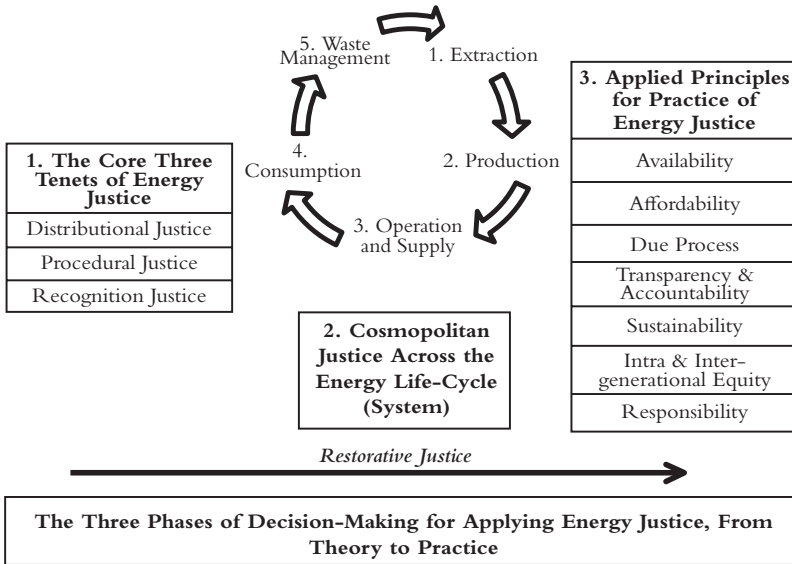 5. Waste
Management
1. Extraction
2. Production
3. Operation
and Supply
4.
Consumption
1. The Core Three
Tenets of Energy
Justice
Distributional Justice
Procedural Justice
Recognition Justice
2. Cosmopolitan
Justice Across the
Energy Life-Cycle
(System)
3. Applied Principles
for Practice of
Energy Justice
Availability
Affordability
Due Process
Transparency &
Accountability
Sustainability
Intra & Inter-
generational Equity
Responsibility
Restorative Justice
The Three Phases of Decision-Making for Applying Energy Justice, From
Theory to Practice